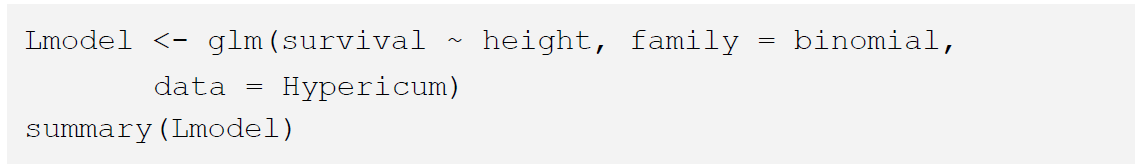 Lmodel <- glm(survival ~ height, family = binomial,
data = Hypericum)
summary(Lmodel)